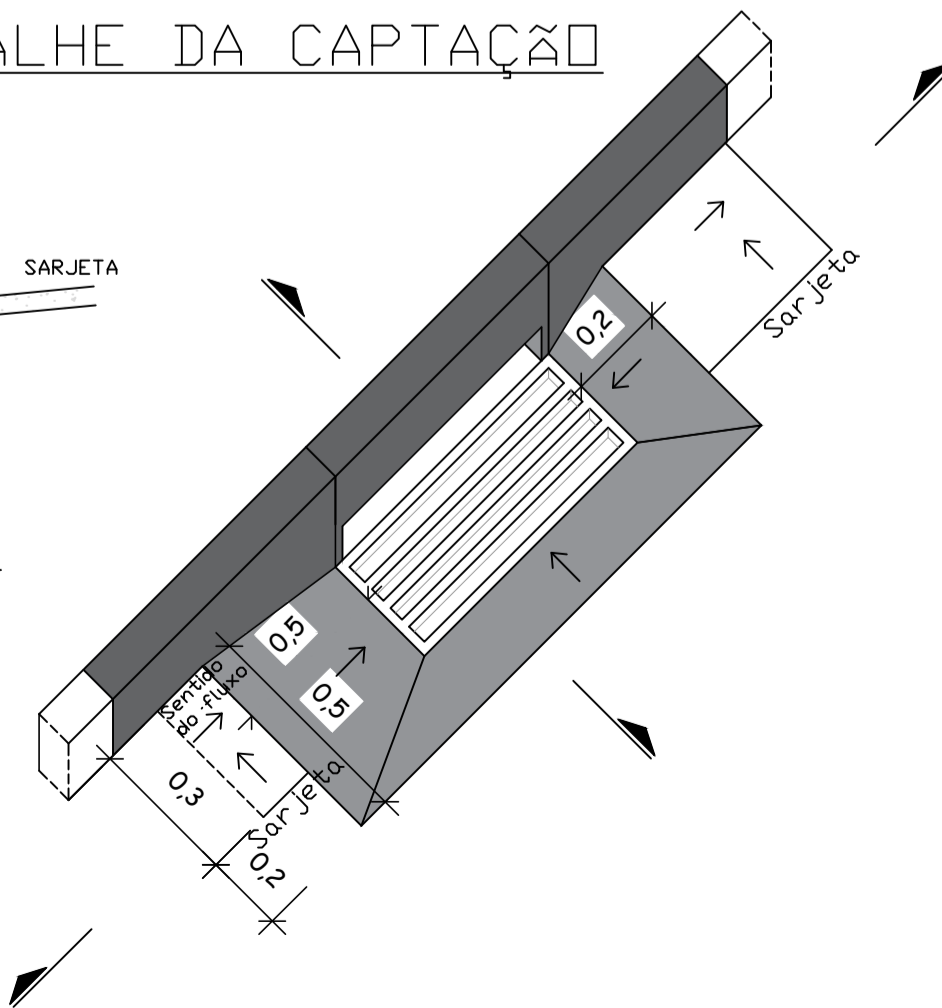 ALHE DA CAPTAÇÃO
SARJETA
Sarjeta
0,2
0,5
0,5
Sentido
do fluxo
0,3
Sarjeta
0,2